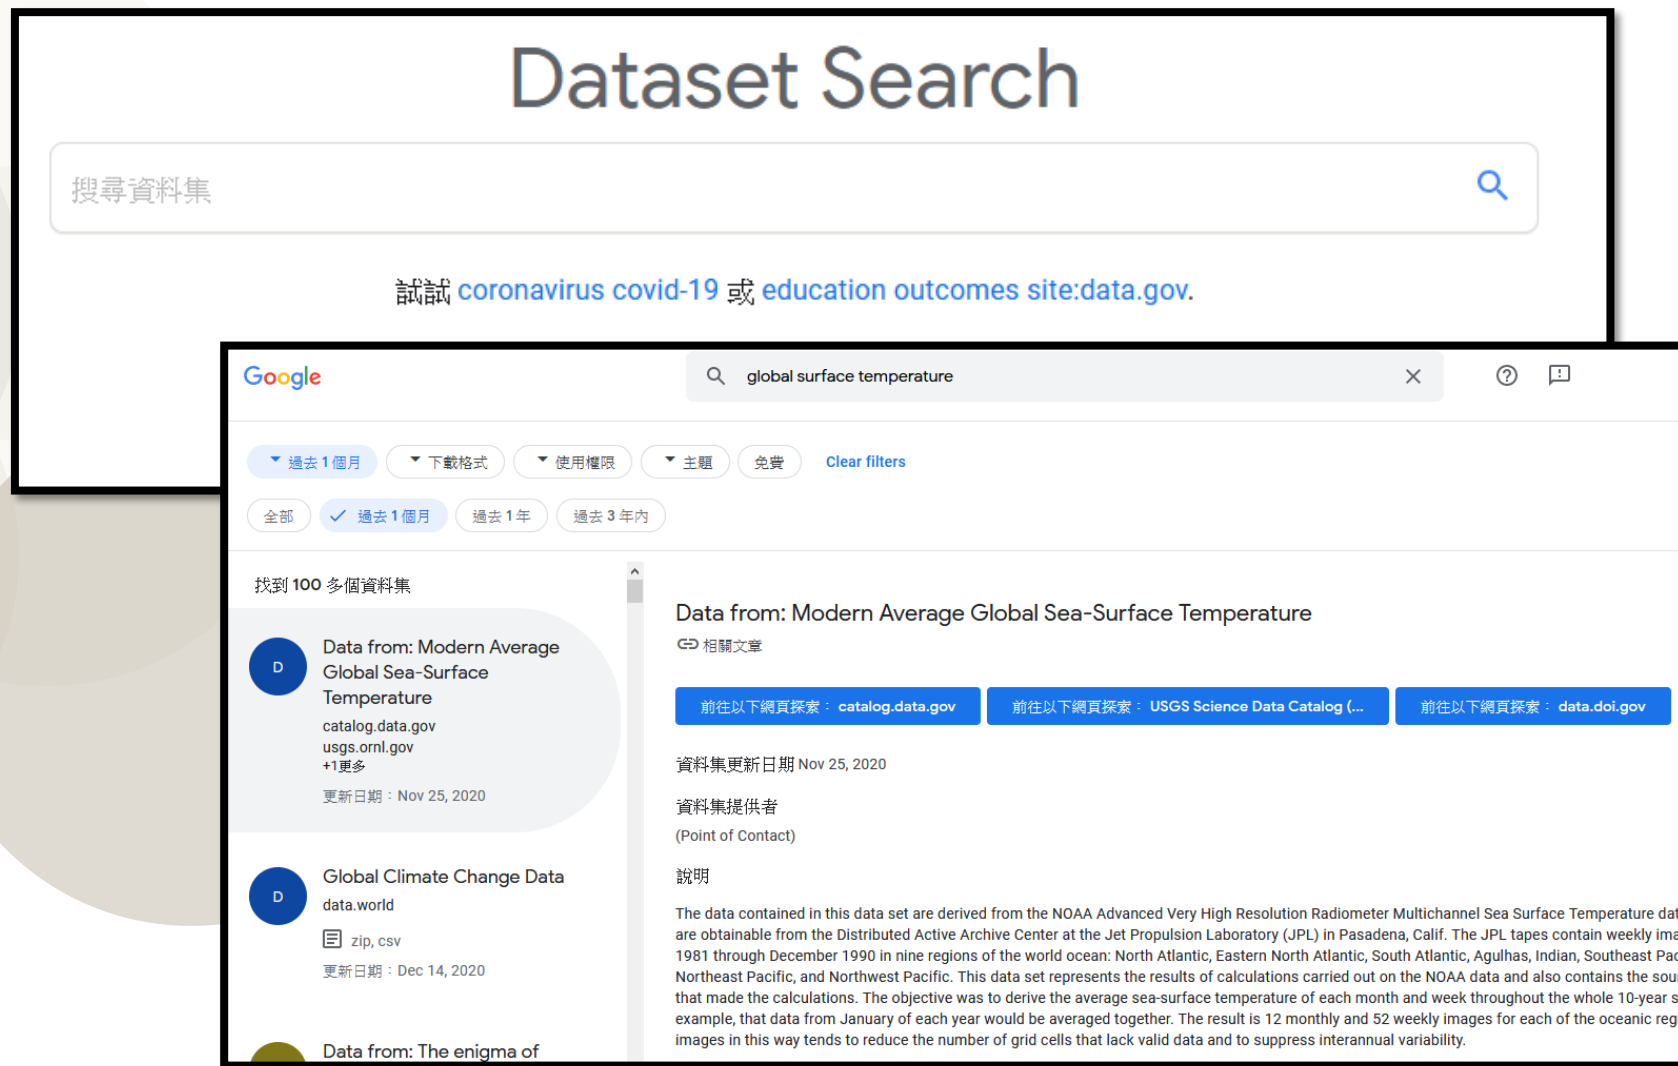 Dataset Search
搜尋資料集
試試 coronavirus covid-19 或 education outcomes site:data.gov.
Google
global surface temperature
過去 1 個月
下載格式
使用權限
主題
免費
Clear filters
全部
過去 1 個月
過去 1 年
過去 3 年內
找到 100 多個資料集
D
Data from: Modern Average
Global Sea-Surface
Temperature
catalog.data.gov
usgs.ornl.gov
+1更多
更新日期：Nov 25, 2020
D
Global Climate Change Data
data.world
zip, csv
更新日期：Dec 14, 2020
Data from: The enigma of
Data from: Modern Average Global Sea-Surface Temperature
相關文章
前往以下網頁探索： catalog.data.gov
前往以下網頁探索： USGS Science Data Catalog (...
前往以下網頁探索： data.doi.gov
資料集更新日期 Nov 25, 2020
資料集提供者
(Point of Contact)
說明
The data contained in this data set are derived from the NOAA Advanced Very High Resolution Radiometer Multichannel Sea Surface Temperature
are obtainable from the Distributed Active Archive Center at the Jet Propulsion Laboratory (JPL) in Pasadena, Calif. The JPL tapes contain weekly
1981 through December 1990 in nine regions of the world ocean: North Atlantic, Eastern North Atlantic, South Atlantic, Agulhas, Indian, Southeast
Northeast Pacific, and Northwest Pacific. This data set represents the results of calculations carried out on the NOAA data and also contains the
that made the calculations. The objective was to derive the average sea-surface temperature of each month and week throughout the whole 10-year
example, that data from January of each year would be averaged together. The result is 12 monthly and 52 weekly images for each of the oceanic
images in this way tends to reduce the number of grid cells that lack valid data and to suppress interannual variability.